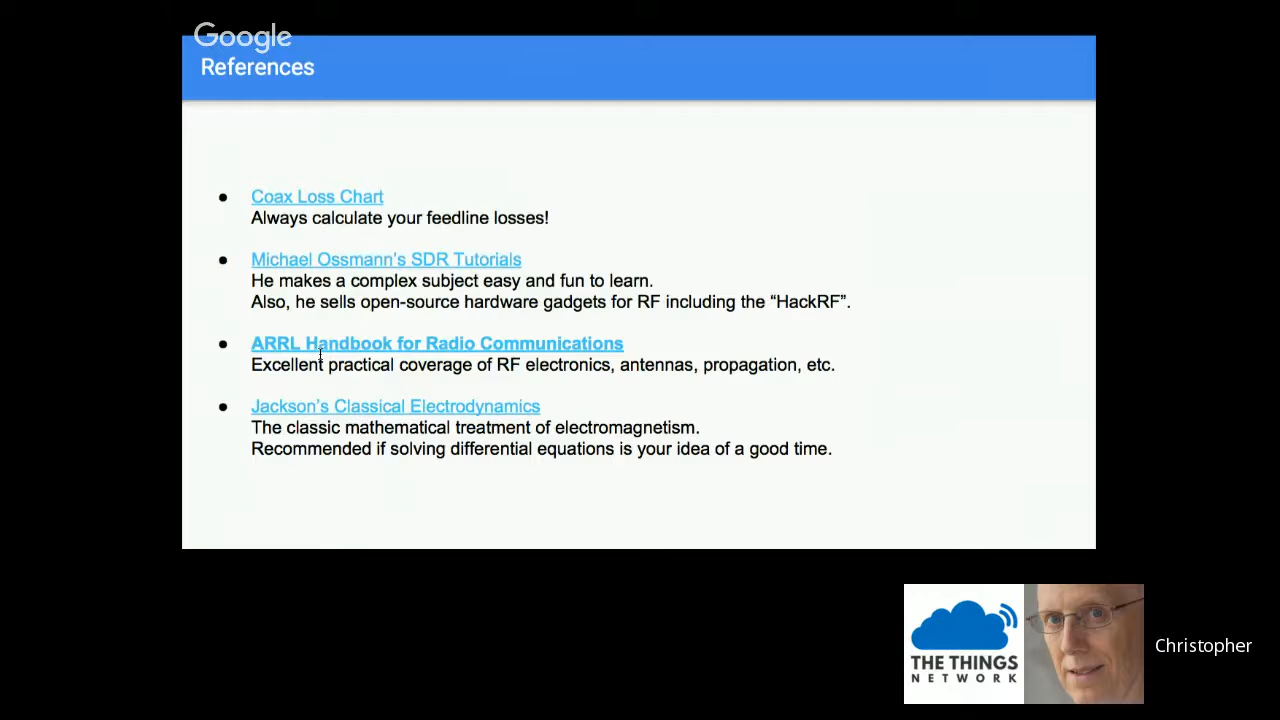 Google
References
Coax Loss Chart
Always calculate your feedline losses!
Michael Ossmann's SDR Tutorials
He makes a complex subject easy and fun to learn.
Also, he sells open-source hardware gadgets for RF including the “HackRF”.
ARRL Handbook for Radio Communications
Excellent practical coverage of RF electronics, antennas, propagation, etc.
Jackson's Classical Electrodynamics
The classic mathematical treatment of electromagnetism.
Recommended if solving differential equations is your idea of a good time.
THE THINGS
NETWORK
Christopher